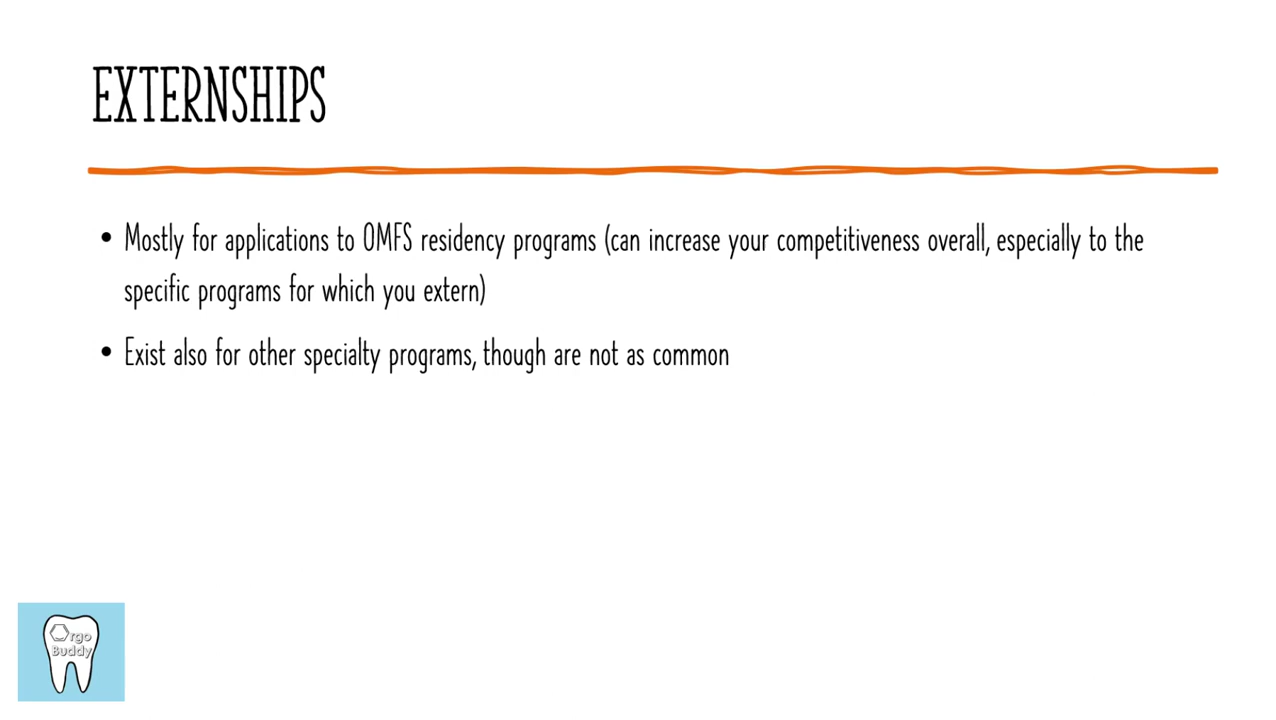 EXTERNSHIPS
• Mostly for applications to OMFS residency programs (can increase your competitiveness overall, especially to the
specific programs for which you extern)
• Exist also for other specialty programs, though are not as common
Orgo
Buddy